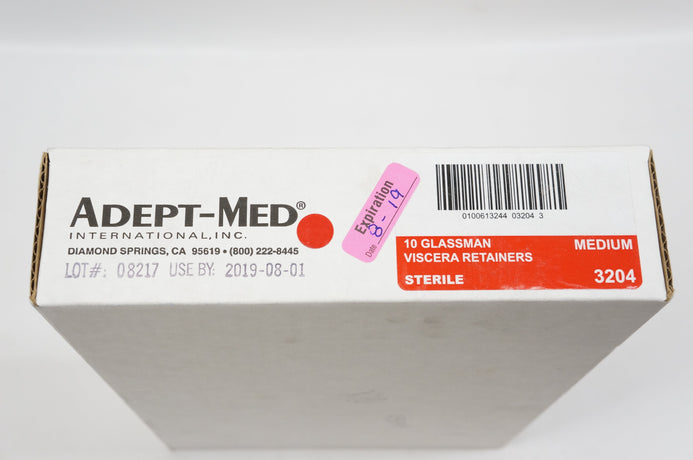 ADEPT-MED®
INTERNATIONAL, INC.
DIAMOND SPRINGS, CA 95619 • (800) 222-8445
LOT#: 08217 USE BY: 2019-08-01
Expiration
Date 8-19
0100613244 03204 3
10 GLASSMAN MEDIUM
VISCERA RETAINERS
STERILE 3204